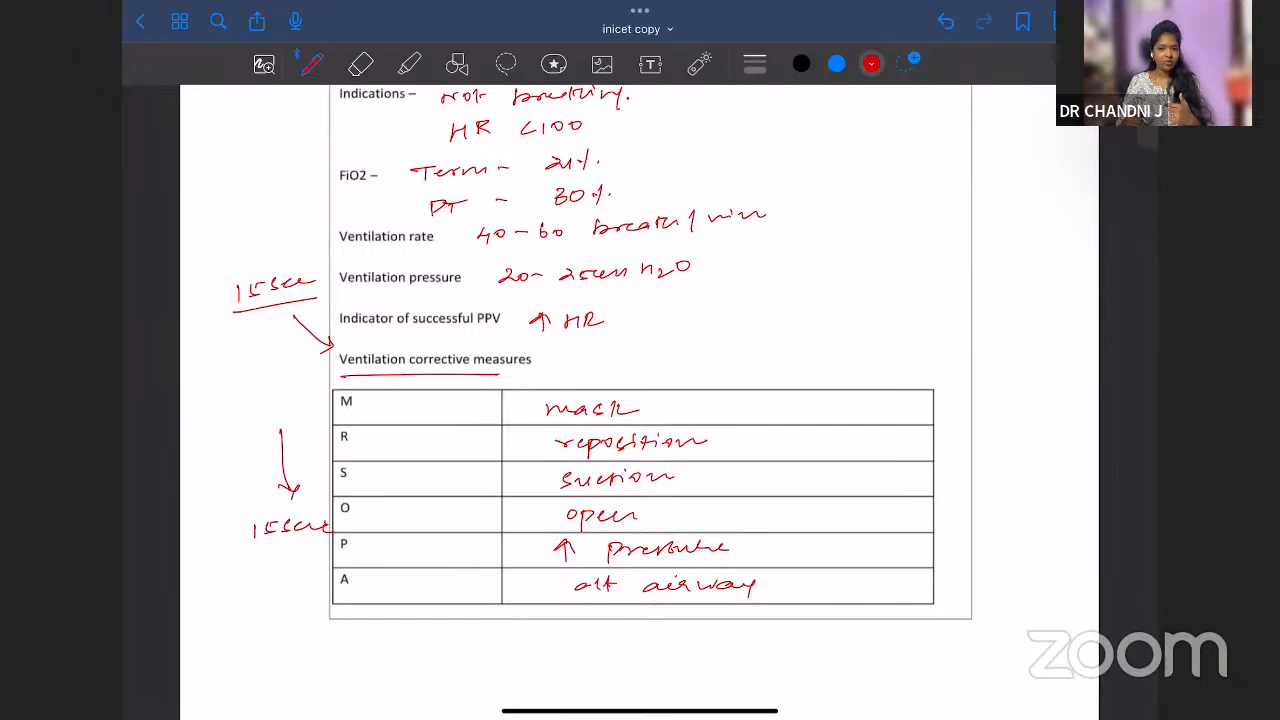 inicet copy
DR CHANDNI J
Indications – Not breathing.
HR <100
FiO2 – Term - 21%.
PT - 30%.
Ventilation rate 40-60 breath/min
Ventilation pressure 20-25cm H2O
15sec
Indicator of successful PPV ↑ HR
Ventilation corrective measures
M mask
R reposition
S suction
O open
15sec
P ↑ pressure
A alt airway
zoom